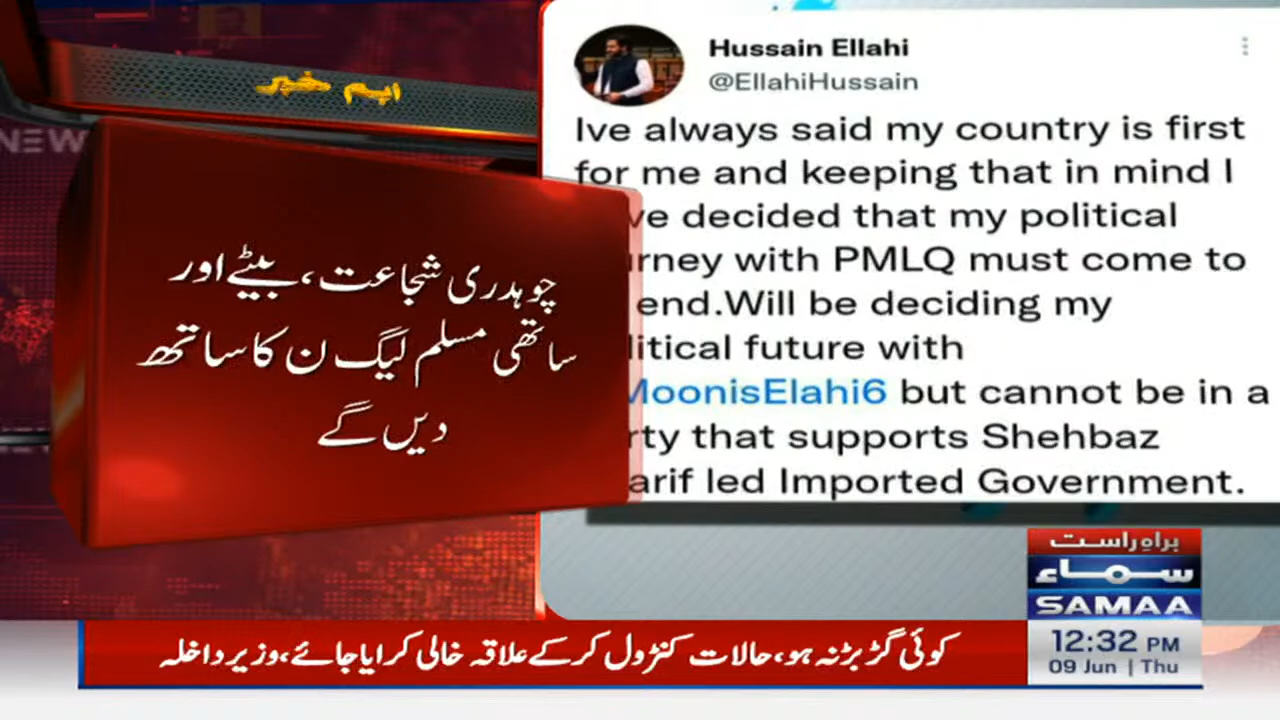 اہم خبر
NEW
چوہدری شجاعت، بیٹے اور
ساتھی مسلم لیگ ن کا ساتھ
دیں گے
Hussain Ellahi
@EllahiHussain
Ive always said my country is first
for me and keeping that in mind I
ve decided that my political
rney with PMLQ must come to
end.Will be deciding my
litical future with
MoonisElahi6 but cannot be in a
rty that supports Shehbaz
arif led Imported Government.
براہِ راست
سماء
SAMAA
12:32 PM
09 Jun | Thu
کوئی گڑبڑ نہ ہو، حالات کنٹرول کر کے علاقہ خالی کرایا جائے، وزیر داخلہ